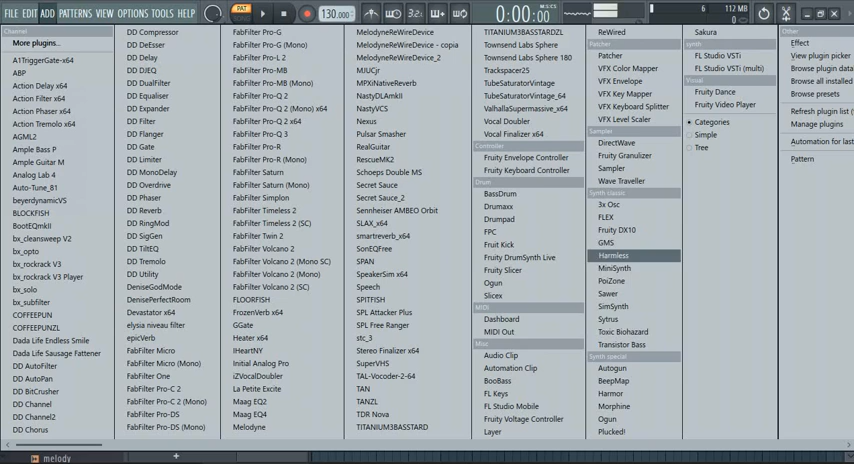 FILE EDIT ADD PATTERNS VIEW OPTIONS TOOLS HELP
PAT
130.000
3.2:
0:00:00
M:S:CS
6
112 MB
0
Channel
More plugins...
A1TriggerGate-x64
ABP
Action Delay x64
Action Filter x64
Action Phaser x64
Action Tremolo x64
AGML2
Ample Bass P
Ample Guitar M
Analog Lab 4
Auto-Tune_81
beyerdynamicVS
BLOCKFISH
BootEQmkII
bx_cleansweep V2
bx_opto
bx_rockrack V3
bx_rockrack V3 Player
bx_solo
bx_subfilter
COFFEEPUN
COFFEEPUNZL
Dada Life Endless Smile
Dada Life Sausage Fattener
DD AutoFilter
DD AutoPan
DD BitCrusher
DD Channel
DD Channel2
DD Chorus
DD Compressor
DD DeEsser
DD Delay
DD DJEQ
DD DualFilter
DD Equaliser
DD Expander
DD Filter
DD Flanger
DD Gate
DD Limiter
DD MonoDelay
DD Overdrive
DD Phaser
DD Reverb
DD RingMod
DD SigGen
DD TiltEQ
DD Tremolo
DD Utility
DeniseGodMode
DenisePerfectRoom
Devastator x64
elysia niveau filter
epicVerb
FabFilter Micro
FabFilter Micro (Mono)
FabFilter One
FabFilter Pro-C 2
FabFilter Pro-C 2 (Mono)
FabFilter Pro-DS
FabFilter Pro-DS (Mono)
FabFilter Pro-G
FabFilter Pro-G (Mono)
FabFilter Pro-L 2
FabFilter Pro-MB
FabFilter Pro-MB (Mono)
FabFilter Pro-Q 2
FabFilter Pro-Q 2 (Mono) x64
FabFilter Pro-Q 2 x64
FabFilter Pro-Q 3
FabFilter Pro-R
FabFilter Pro-R (Mono)
FabFilter Saturn
FabFilter Saturn (Mono)
FabFilter Simplon
FabFilter Timeless 2
FabFilter Timeless 2 (SC)
FabFilter Twin 2
FabFilter Volcano 2
FabFilter Volcano 2 (Mono SC)
FabFilter Volcano 2 (Mono)
FabFilter Volcano 2 (SC)
FLOORFISH
FrozenVerb x64
GGate
Heater x64
IHeartNY
Initial Analog Pro
iZVocalDoubler
La Petite Excite
Maag EQ2
Maag EQ4
Melodyne
MelodyneReWireDevice
MelodyneReWireDevice - copia
MelodyneReWireDevice_2
MJUCjr
MPXiNativeReverb
NastyDLAmkII
NastyVCS
Nexus
Pulsar Smasher
RealGuitar
RescueMK2
Schoeps Double MS
Secret Sauce
Secret Sauce_2
Sennheiser AMBEO Orbit
SLAX_x64
smartreverb_x64
SonEQFree
SPAN
SpeakerSim x64
Speech
SPITFISH
SPL Attacker Plus
SPL Free Ranger
stc_3
Stereo Finalizer x64
SuperVHS
TAL-Vocoder-2-64
TAN
TANZL
TDR Nova
TITANIUM3BASSTARD
TITANIUM3BASSTARDZL
Townsend Labs Sphere
Townsend Labs Sphere 180
Trackspacer25
TubeSaturatorVintage
TubeSaturatorVintage_64
ValhallaSupermassive_x64
Vocal Doubler
Vocal Finalizer x64
Controller
Fruity Envelope Controller
Fruity Keyboard Controller
Drum
BassDrum
Drumaxx
Drumpad
FPC
Fruit Kick
Fruity DrumSynth Live
Fruity Slicer
Ogun
Slicex
MIDI
Dashboard
MIDI Out
Misc
Audio Clip
Automation Clip
BooBass
FL Keys
FL Studio Mobile
Fruity Voltage Controller
Layer
ReWired
Patcher
Patcher
VFX Color Mapper
VFX Envelope
VFX Key Mapper
VFX Keyboard Splitter
VFX Level Scaler
Sampler
DirectWave
Fruity Granulizer
Sampler
Wave Traveller
Synth classic
3x Osc
FLEX
Fruity DX10
GMS
Harmless
MiniSynth
PoiZone
Sawer
SimSynth
Sytrus
Toxic Biohazard
Transistor Bass
Synth special
Autogun
BeepMap
Harmor
Morphine
Ogun
Plucked!
Sakura
synth
FL Studio VSTi
FL Studio VSTi (multi)
Visual
Fruity Dance
Fruity Video Player
Categories
Simple
Tree
Other
Effect
View plugin picker
Browse plugin data
Browse all installed
Browse presets
Refresh plugin list (
Manage plugins
Automation for last
Pattern
melody